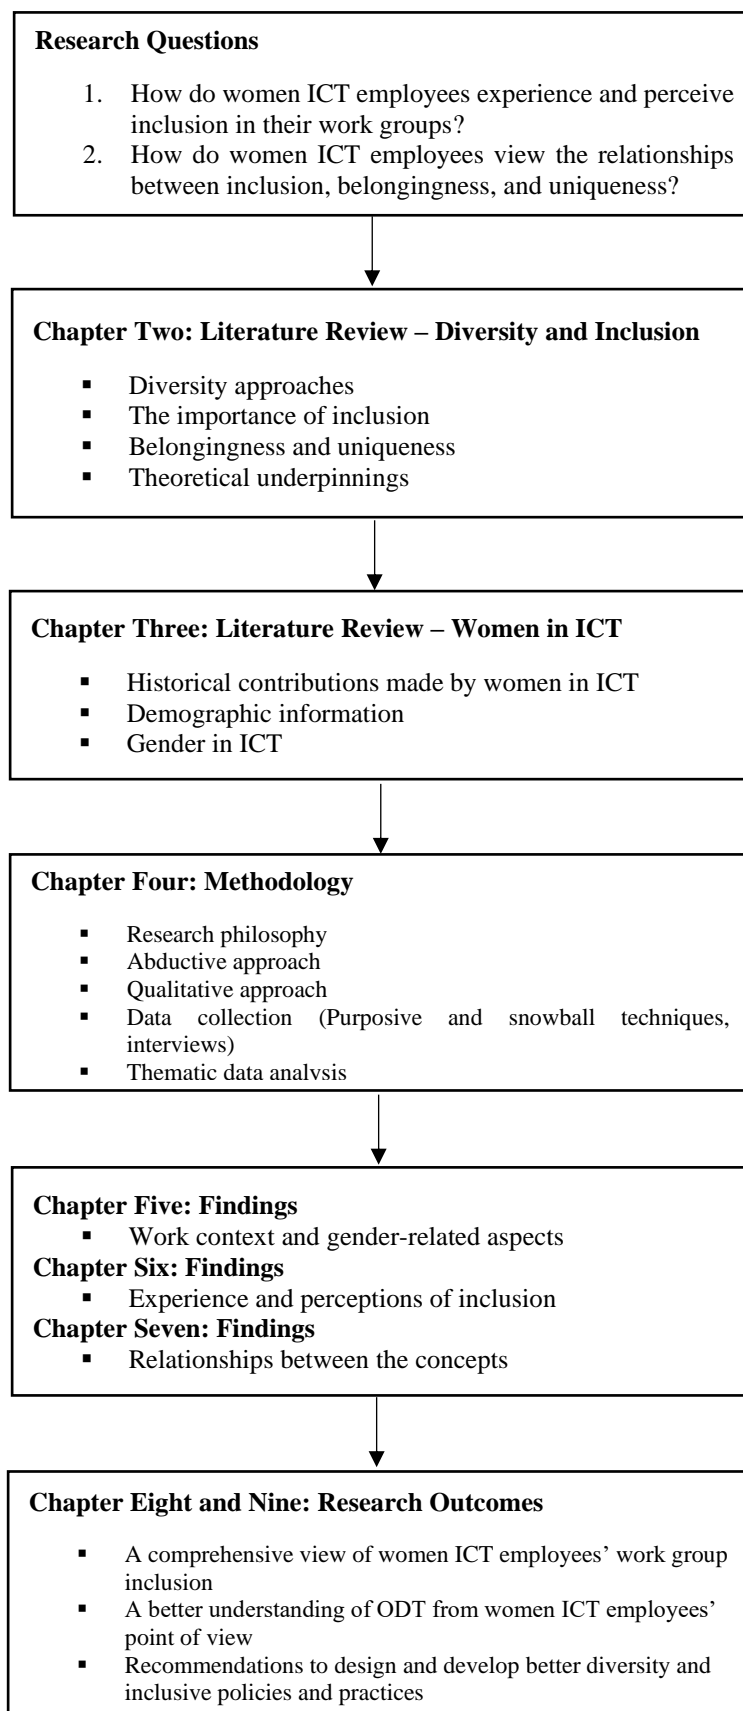 Research Questions
1. How do women ICT employees experience and perceive
inclusion in their work groups?
2. How do women ICT employees view the relationships
between inclusion, belongingness, and uniqueness?
Chapter Two: Literature Review – Diversity and Inclusion
▪ Diversity approaches
▪ The importance of inclusion
▪ Belongingness and uniqueness
▪ Theoretical underpinnings
Chapter Three: Literature Review – Women in ICT
▪ Historical contributions made by women in ICT
▪ Demographic information
▪ Gender in ICT
Chapter Four: Methodology
▪ Research philosophy
▪ Abductive approach
▪ Qualitative approach
▪ Data collection (Purposive and snowball techniques,
interviews)
▪ Thematic data analysis
Chapter Five: Findings
▪ Work context and gender-related aspects
Chapter Six: Findings
▪ Experience and perceptions of inclusion
Chapter Seven: Findings
▪ Relationships between the concepts
Chapter Eight and Nine: Research Outcomes
▪ A comprehensive view of women ICT employees’ work group
inclusion
▪ A better understanding of ODT from women ICT employees’
point of view
▪ Recommendations to design and develop better diversity and
inclusive policies and practices